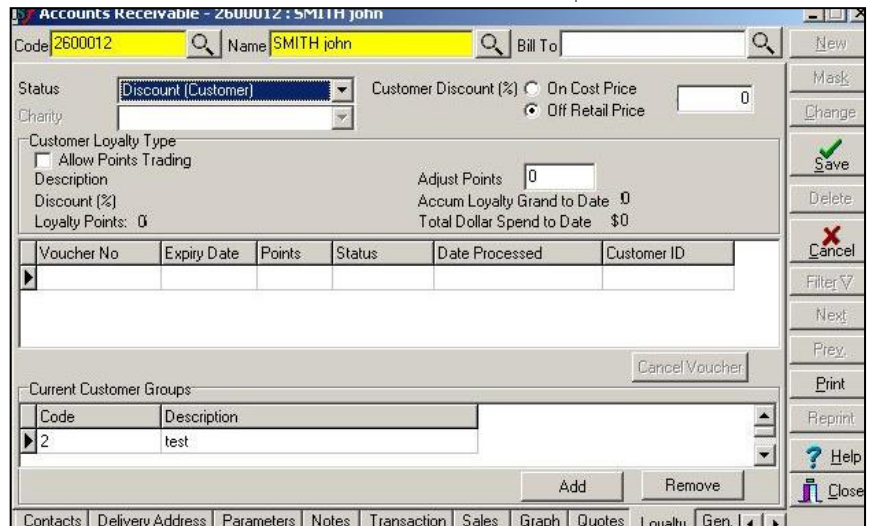 Accounts Receivable - 2600012 : SMITH john
Code 2600012 Name SMITH john Bill To
New
Mask
Change
Save
Delete
Cancel
Filter
Next
Prev.
Print
Reprint
Help
Close
Status Discount (Customer) Customer Discount (%) On Cost Price
Off Retail Price 0
Charity
Customer Loyalty Type
Allow Points Trading
Description Adjust Points 0
Discount (%) Accum Loyalty Grand to Date 0
Loyalty Points: 0 Total Dollar Spend to Date $0
Voucher No Expiry Date Points Status Date Processed Customer ID
Cancel Voucher
Current Customer Groups
Code Description
2 test
Add Remove
Contacts Delivery Address Parameters Notes Transaction Sales Graph Quotes Loyalty Gen.